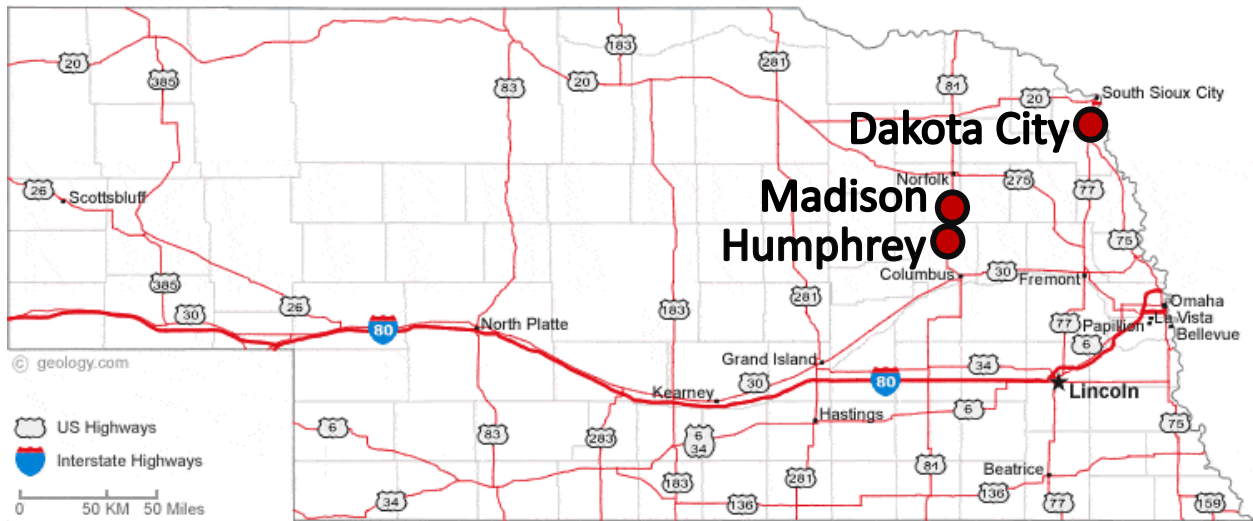 183
81
281
20
20
83
385
20
South Sioux City
Dakota City
Norfolk
275
77
26
Scottsbluff
Madison
Humphrey
75
Columbus
30
Fremont
385
26
30
281
183
Omaha
La Vista
Papillion
Bellevue
80
North Platte
77
6
© geology.com
Grand Island
34
80
30
Kearney
Lincoln
Hastings
6
US Highways
6
83
283
6
34
75
Interstate Highways
81
Beatrice
183
281
136
77
159
34
136
0 50 KM 50 Miles